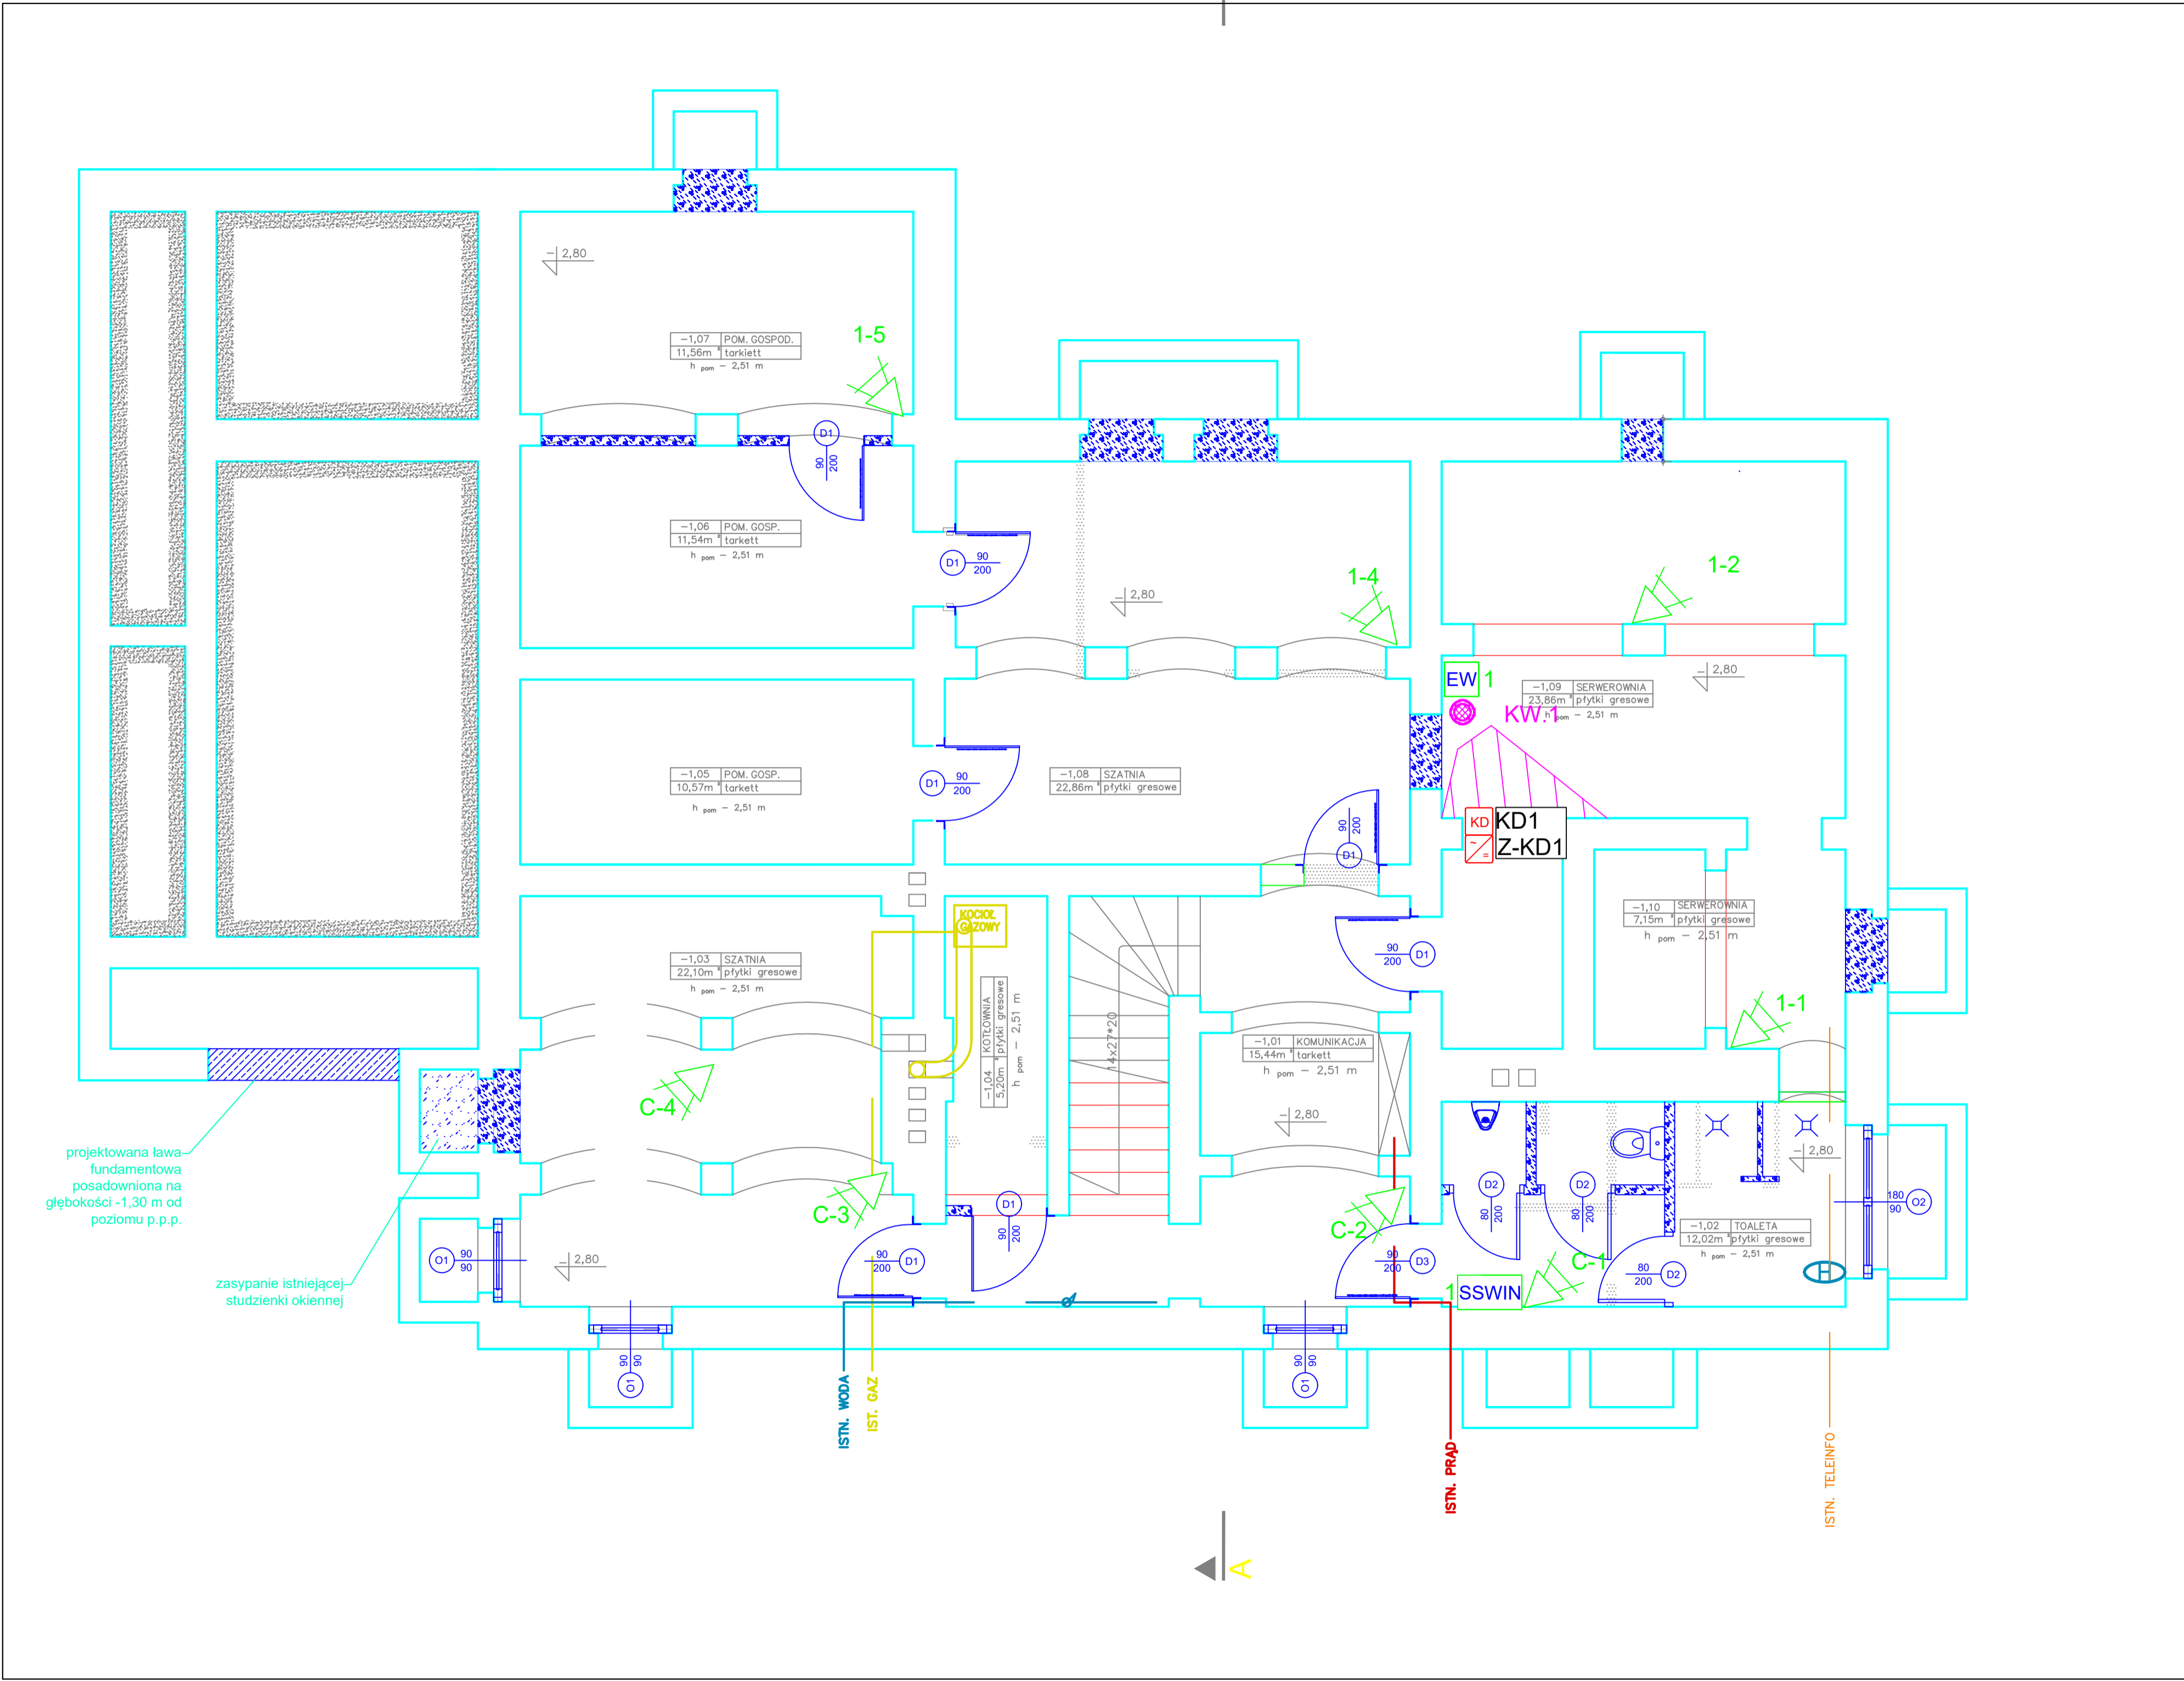 − 2,80
−1,07 POM. GOSPOD.
11,56m² tarkiett
h pom − 2,51 m
1-5
D1
90
200
−1,06 POM. GOSP.
11,54m² tarkett
h pom − 2,51 m
D1
90
200
− 2,80
1-4
1-2
EW 1
KW.1
−1,09 SERWEROWNIA
23,86m² płytki gresowe
h pom − 2,51 m
− 2,80
−1,05 POM. GOSP.
10,57m² tarkett
h pom − 2,51 m
D1
90
200
−1,08 SZATNIA
22,86m² płytki gresowe
90
200
D1
KD
~
=
KD1
Z-KD1
−1,10 SERWEROWNIA
7,15m² płytki gresowe
h pom − 2,51 m
−1,03 SZATNIA
22,10m² płytki gresowe
h pom − 2,51 m
KOCIOŁ
GAZOWY
−1,04 KOTŁOWNIA
5,20m² płytki gresowe
h pom − 2,51 m
14x27*20
90
200
D1
1-1
−1,01 KOMUNIKACJA
15,44m² tarkett
h pom − 2,51 m
− 2,80
C-4
− 2,80
projektowana ława
fundamentowa
posadowniona na
głębokości -1,30 m od
poziomu p.p.p.
C-3
D1
90
200
C-2
D2
80
200
D2
80
200
180
90
O2
−1,02 TOALETA
12,02m² płytki gresowe
h pom − 2,51 m
O1
90
90
− 2,80
90
200
D1
90
200
D3
C-1
80
200
D2
H
zasypanie istniejącej
studzienki okiennej
1 SSWIN
90
90
O1
90
90
O1
ISTN. WODA
IST. GAZ
ISTN. PRĄD
ISTN. TELEINFO
A